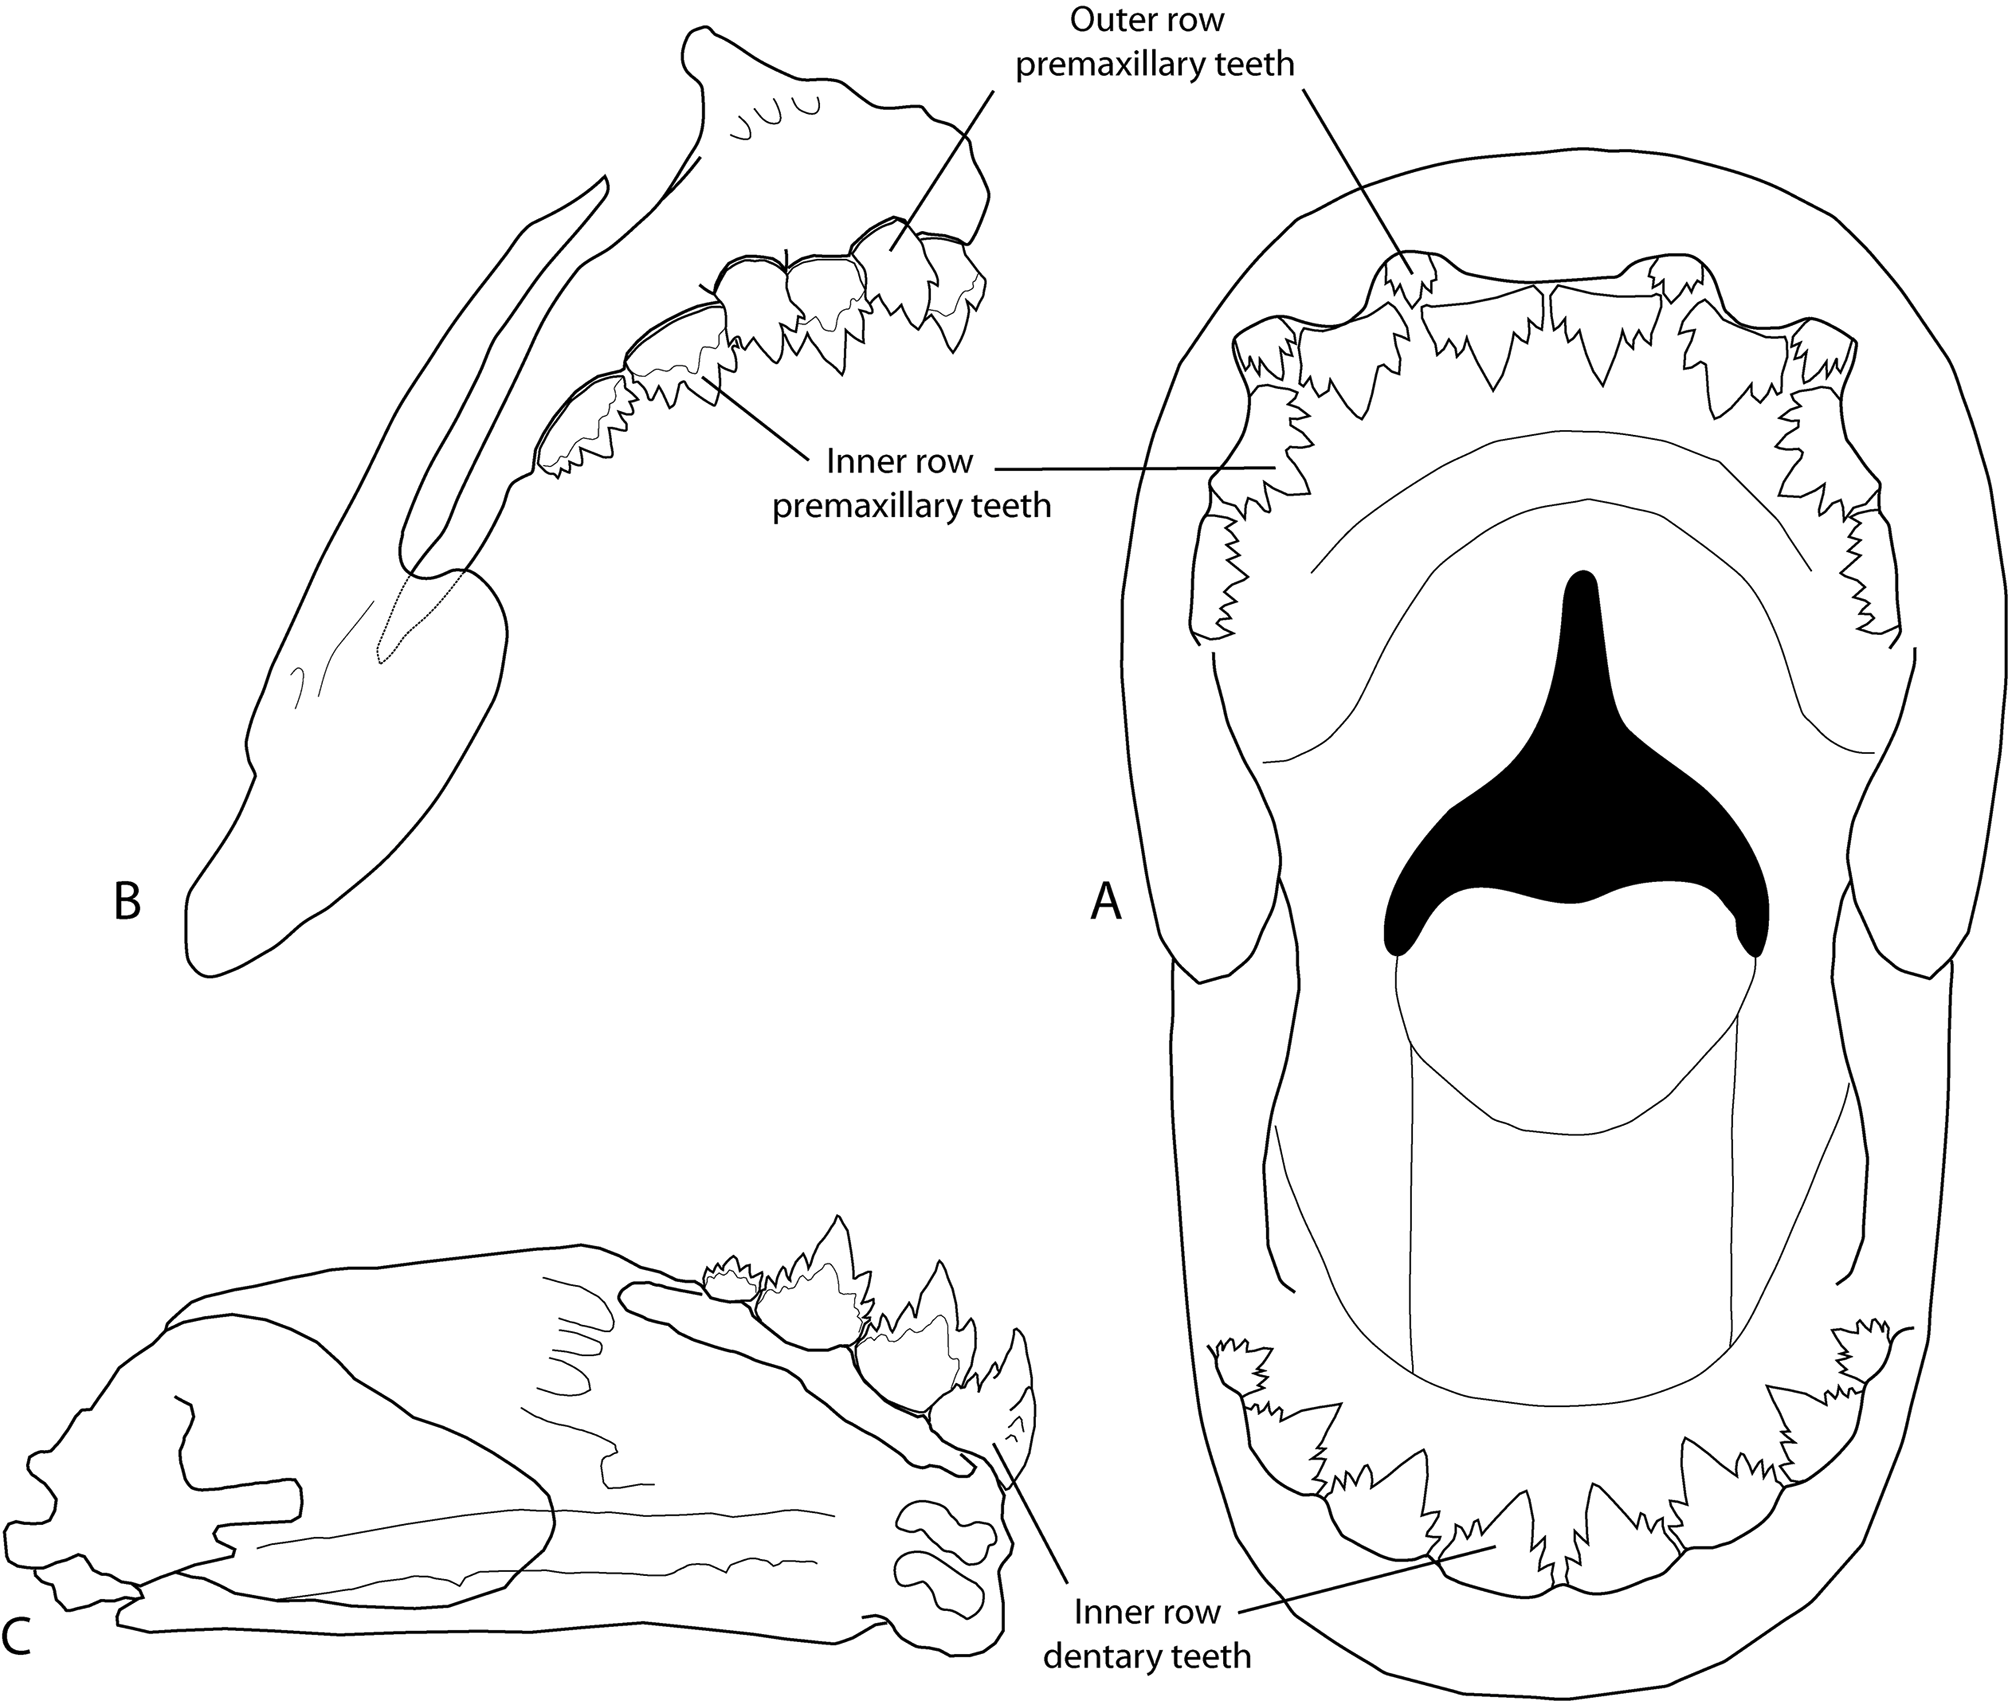 Outer row
premaxillary teeth
Inner row
premaxillary teeth
B
A
C
Inner row
dentary teeth